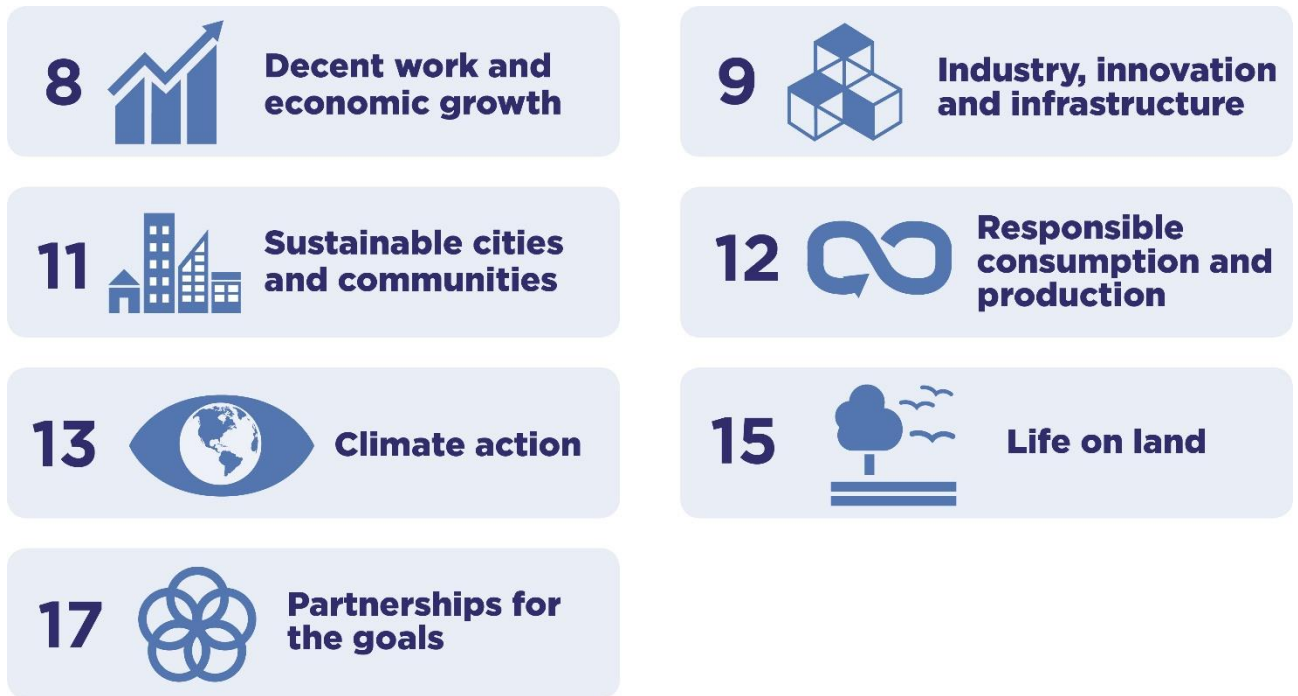 8
Decent work and
economic growth
9
Industry, innovation
and infrastructure
11
Sustainable cities
and communities
12
Responsible
consumption and
production
13
Climate action
15
Life on land
17
Partnerships for
the goals